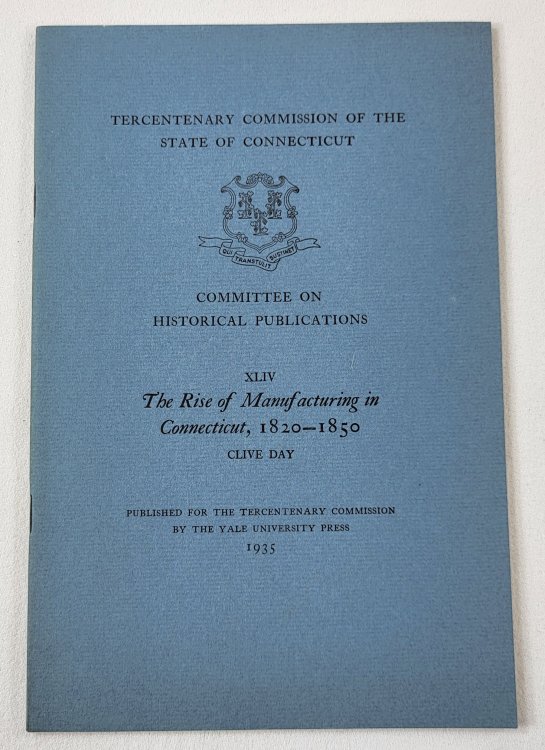 TERCENTENARY COMMISSION OF THE
STATE OF CONNECTICUT
QUI TRANSTULIT SUSTINET
COMMITTEE ON
HISTORICAL PUBLICATIONS
XLIV
The Rise of Manufacturing in
Connecticut, 1820–1850
CLIVE DAY
PUBLISHED FOR THE TERCENTENARY COMMISSION
BY THE YALE UNIVERSITY PRESS
1935